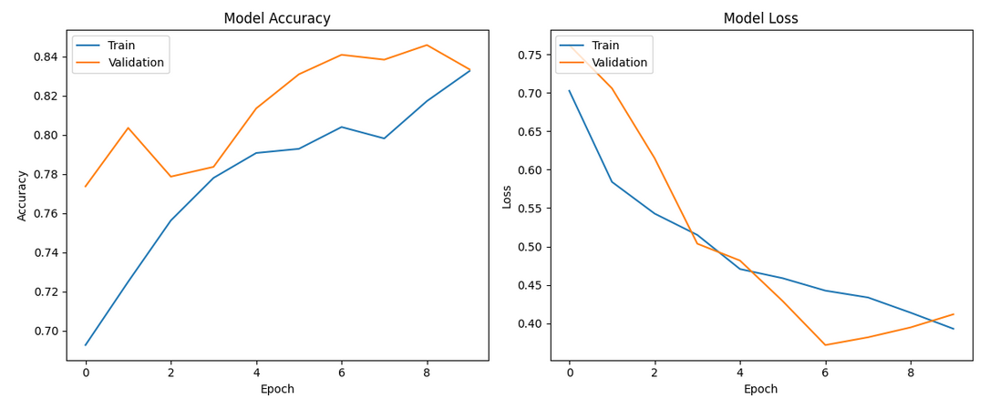 Model Accuracy
Train
Validation
0.84
0.82
0.80
0.78
0.76
0.74
0.72
0.70
Accuracy
0 2 4 6 8
Epoch
Model Loss
Train
Validation
0.75
0.70
0.65
0.60
0.55
0.50
0.45
0.40
Loss
0 2 4 6 8
Epoch